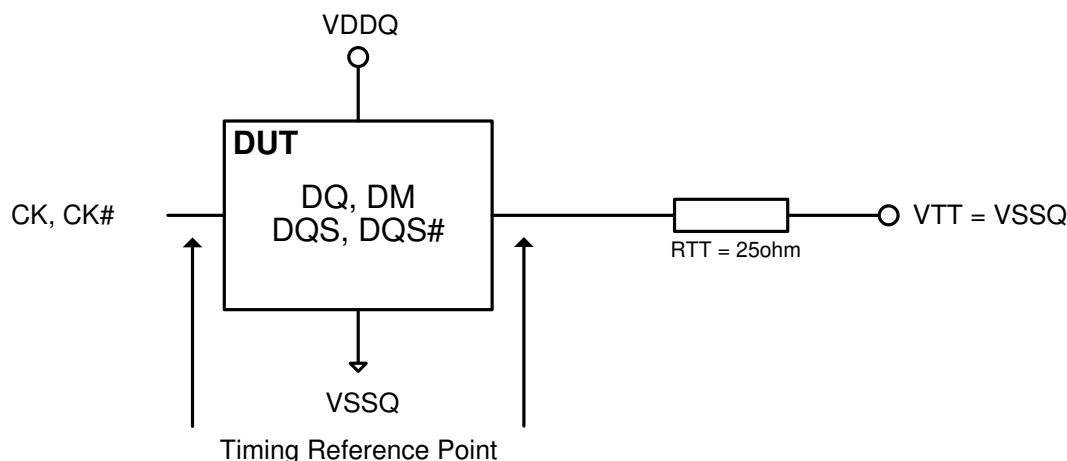 VDDQ
DUT
DQ, DM
DQS, DQS#
CK, CK#
VTT = VSSQ
RTT = 25ohm
VSSQ
Timing Reference Point